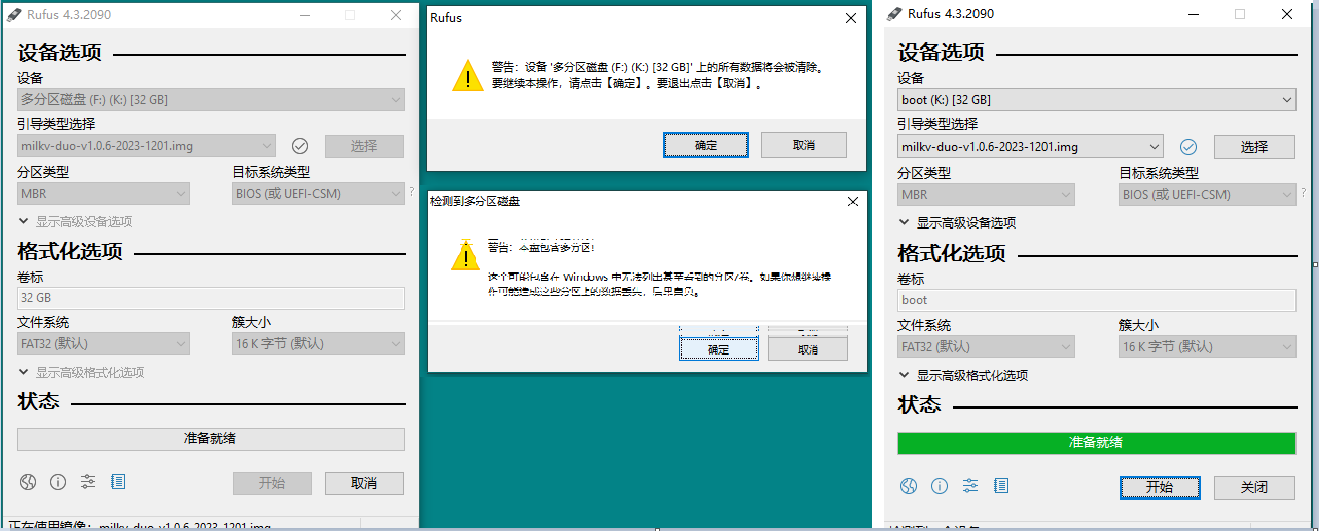 Rufus 4.3.2090
设备选项
设备
多分区磁盘 (F:) (K:) [32 GB]
引导类型选择
milkv-duo-v1.0.6-2023-1201.img
选择
分区类型
目标系统类型
MBR
BIOS (或 UEFI-CSM)
?
显示高级设备选项
格式化选项
卷标
32 GB
文件系统
簇大小
FAT32 (默认)
16 K 字节 (默认)
显示高级格式化选项
状态
准备就绪
开始
取消
正在使用镜像: milkv-duo-v1.0.6-2023-1201.img
Rufus
警告：设备 '多分区磁盘 (F:) (K:) [32 GB]' 上的所有数据将会被清除。
要继续本操作，请点击【确定】。要退出点击【取消】。
确定
取消
检测到多分区磁盘
警告：本盘包含多分区！
这个可能包含在 Windows 中无法列出甚至看到的分区/卷。如果你想继续操
作可能造成这些分区上的数据丢失，后果自负。
确定
取消
Rufus 4.3.2090
设备选项
设备
boot (K:) [32 GB]
引导类型选择
milkv-duo-v1.0.6-2023-1201.img
选择
分区类型
目标系统类型
MBR
BIOS (或 UEFI-CSM)
?
显示高级设备选项
格式化选项
卷标
boot
文件系统
簇大小
FAT32 (默认)
16 K 字节 (默认)
显示高级格式化选项
状态
准备就绪
开始
关闭